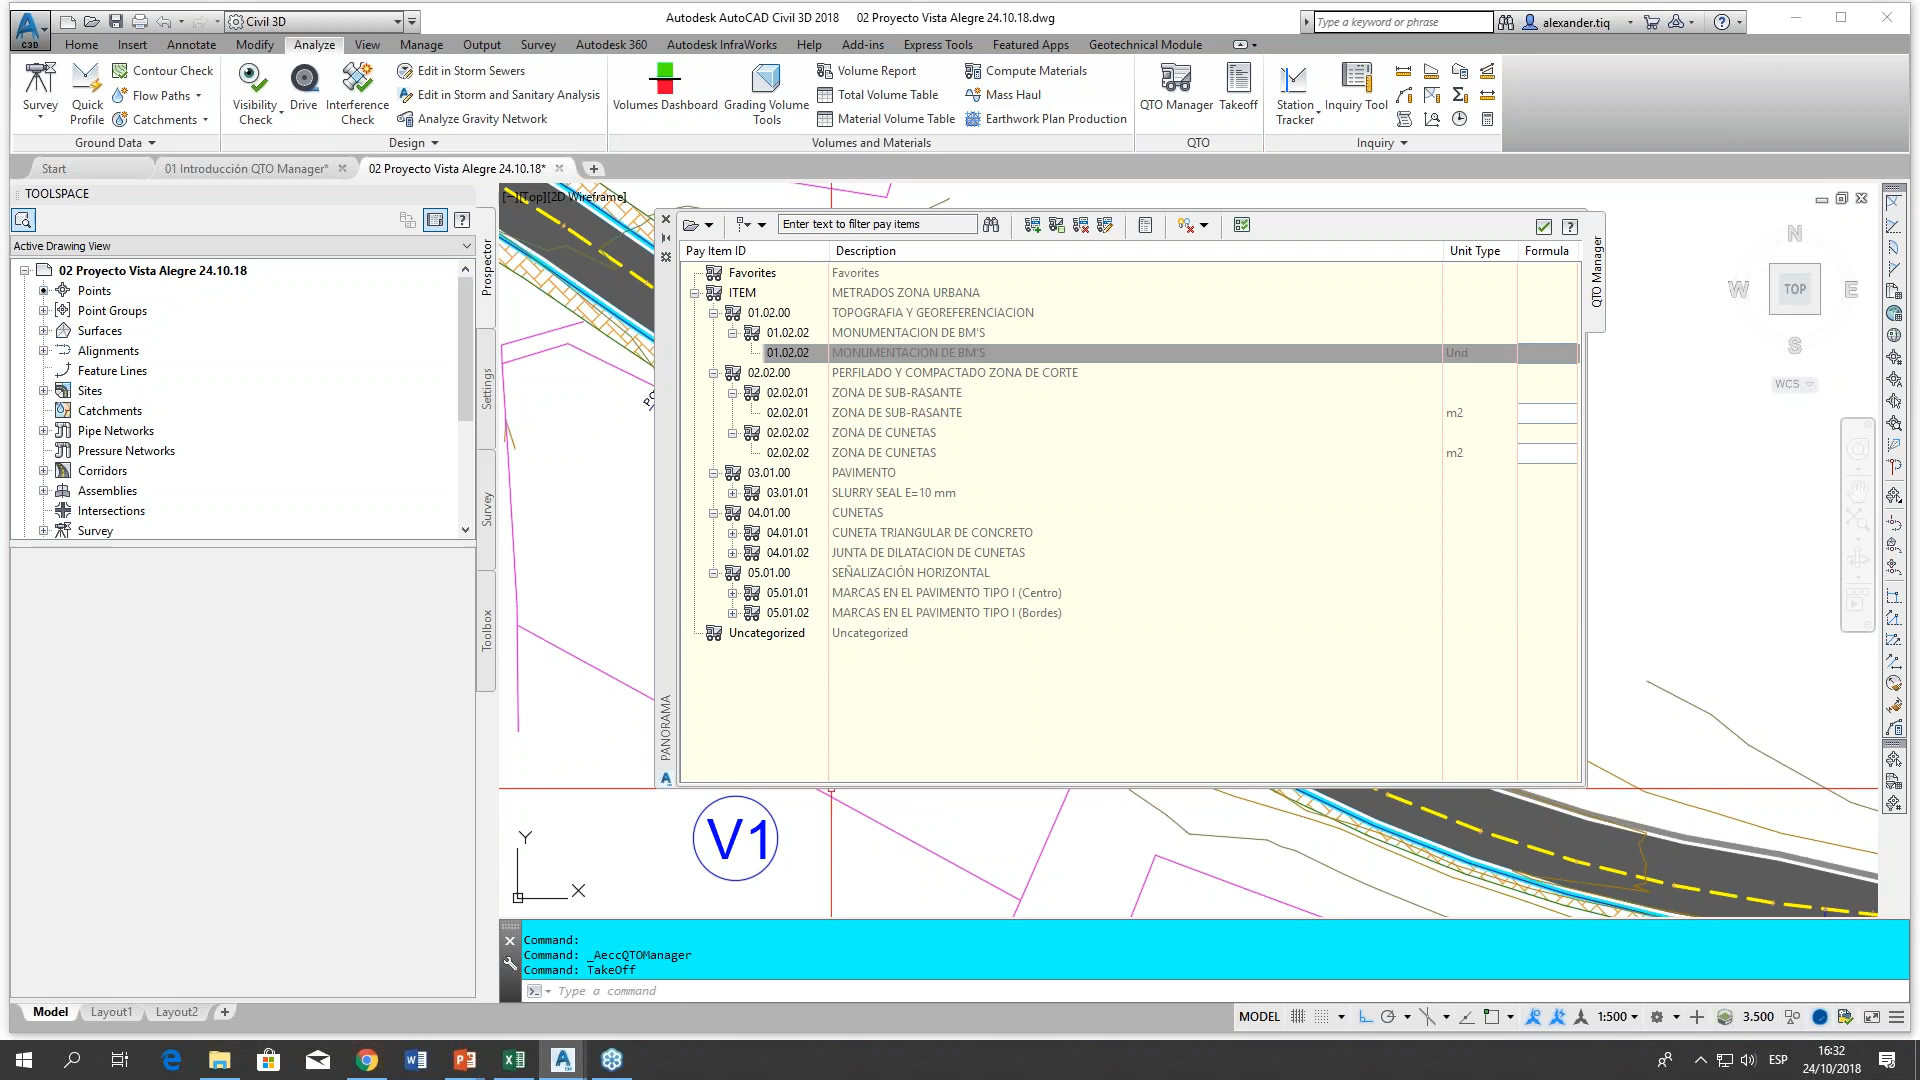 Civil 3D
Autodesk AutoCAD Civil 3D 2018 02 Proyecto Vista Alegre 24.10.18.dwg
Type a keyword or phrase
alexander.tiq
C3D
Home Insert Annotate Modify Analyze View Manage Output Survey Autodesk 360 Autodesk InfraWorks Help Add-ins Express Tools Featured Apps Geotechnical Module
Survey
Quick Profile
Contour Check
Flow Paths
Catchments
Ground Data
Visibility Check
Drive
Interference Check
Edit in Storm Sewers
Edit in Storm and Sanitary Analysis
Analyze Gravity Network
Design
Volumes Dashboard
Grading Volume Tools
Volume Report
Total Volume Table
Material Volume Table
Compute Materials
Mass Haul
Earthwork Plan Production
Volumes and Materials
QTO Manager
Takeoff
QTO
Station Tracker
Inquiry Tool
Inquiry
Start
01 Introducción QTO Manager*
02 Proyecto Vista Alegre 24.10.18*
TOOLSPACE
Active Drawing View
02 Proyecto Vista Alegre 24.10.18
Points
Point Groups
Surfaces
Alignments
Feature Lines
Sites
Catchments
Pipe Networks
Pressure Networks
Corridors
Assemblies
Intersections
Survey
Prospector
Settings
Survey
Toolbox
[−][Top][2D Wireframe]
Enter text to filter pay items
Pay Item ID Description Unit Type Formula
Favorites Favorites
ITEM METRADOS ZONA URBANA
01.02.00 TOPOGRAFIA Y GEOREFERENCIACION
01.02.02 MONUMENTACION DE BM'S
01.02.02 MONUMENTACION DE BM'S Und
02.02.00 PERFILADO Y COMPACTADO ZONA DE CORTE
02.02.01 ZONA DE SUB-RASANTE
02.02.01 ZONA DE SUB-RASANTE m2
02.02.02 ZONA DE CUNETAS
02.02.02 ZONA DE CUNETAS m2
03.01.00 PAVIMENTO
03.01.01 SLURRY SEAL E=10 mm
04.01.00 CUNETAS
04.01.01 CUNETA TRIANGULAR DE CONCRETO
04.01.02 JUNTA DE DILATACION DE CUNETAS
05.01.00 SEÑALIZACIÓN HORIZONTAL
05.01.01 MARCAS EN EL PAVIMENTO TIPO I (Centro)
05.01.02 MARCAS EN EL PAVIMENTO TIPO I (Bordes)
Uncategorized Uncategorized
PANORAMA
QTO Manager
N
W TOP E
S
WCS
V1
Y
X
Command:
Command: _AeccQTOManager
Command: TakeOff
Type a command
Model Layout1 Layout2
MODEL
1:500
3.500
ESP
16:32
24/10/2018